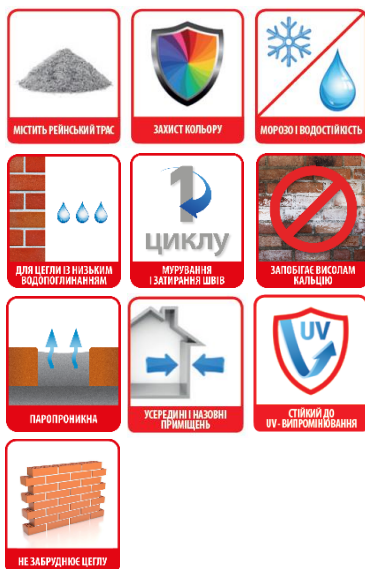 МІСТИТЬ РЕЙНСЬКИЙ ТРАС
ЗАХИСТ КОЛЬОРУ
МОРОЗО І ВОДОСТІЙКІСТЬ
ДЛЯ ЦЕГЛИ ІЗ НИЗЬКИМ
ВОДОПОГЛИНАННЯМ
1
циклу
МУРУВАННЯ
І ЗАТИРАННЯ ШВІВ
ЗАПОБІГАЄ ВИСОЛАМ
КАЛЬЦІЮ
ПАРОПРОНИКНА
УСЕРЕДИНІ І НАЗОВНІ
ПРИМІЩЕНЬ
UV
СТІЙКИЙ ДО
UV - ВИПРОМІНЮВАННЯ
НЕ ЗАБРУДНЮЄ ЦЕГЛУ